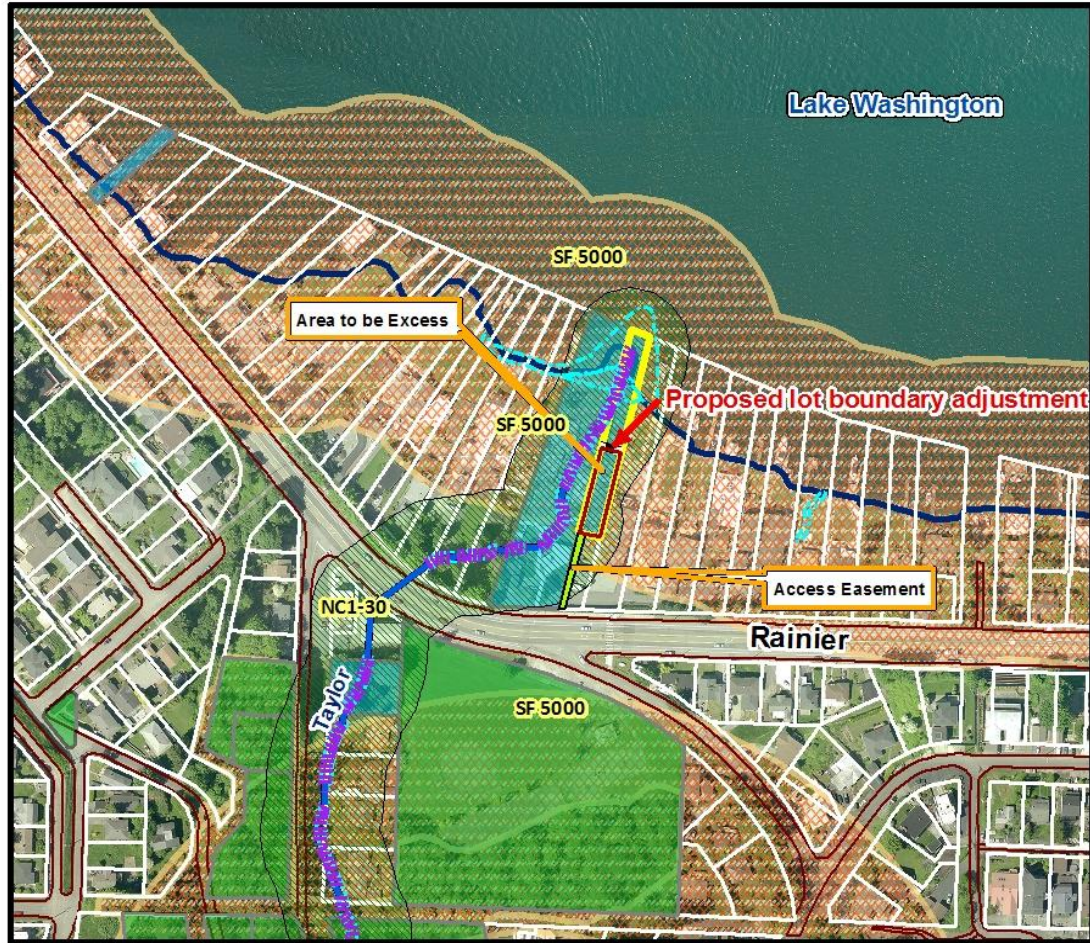 Lake Washington
SF 5000
Area to be Excess
Proposed lot boundary adjustment
SF 5000
Access Easement
NC1-30
Rainier
Taylor
SF 5000